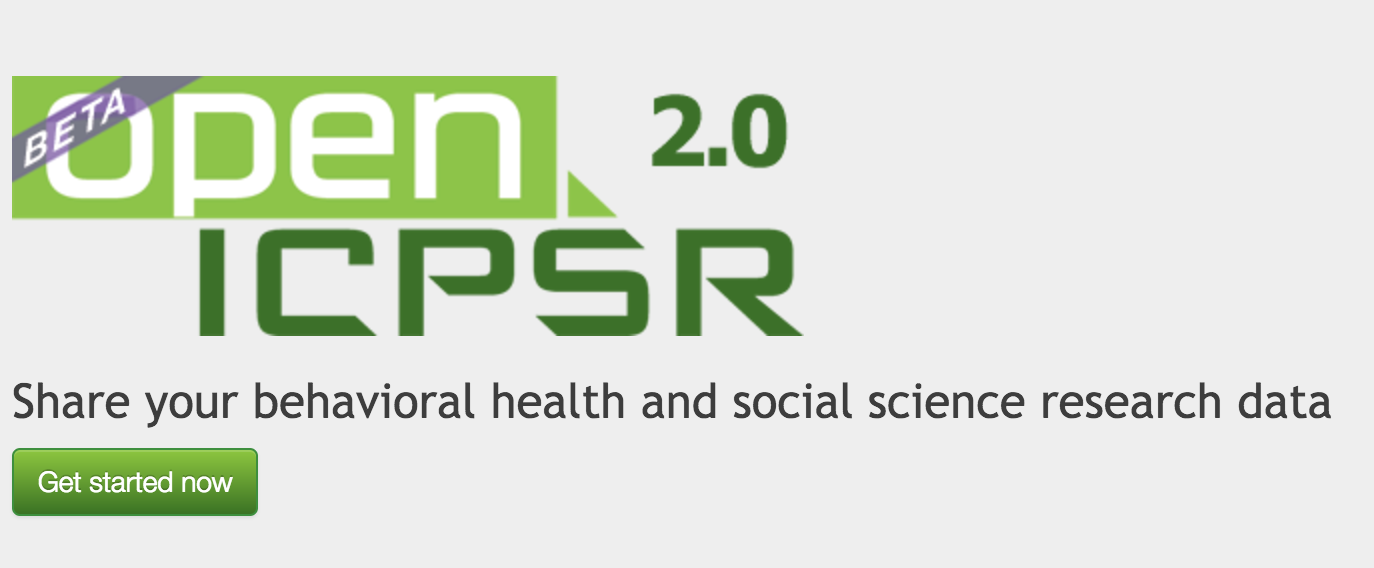 BETA
open 2.0
ICPSR
Share your behavioral health and social science research data
Get started now